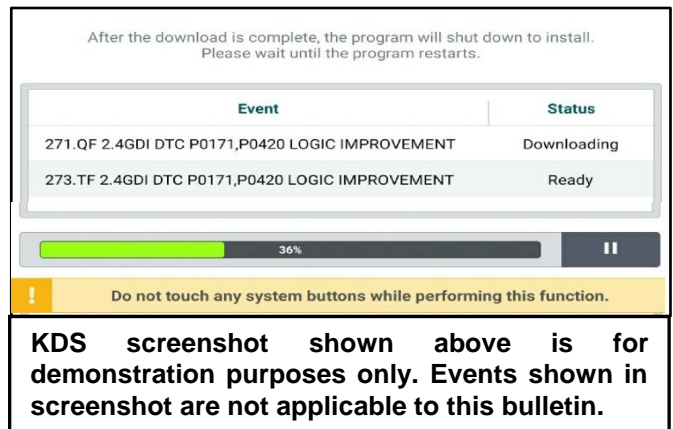 After the download is complete, the program will shut down to install.
Please wait until the program restarts.
Event Status
271.QF 2.4GDI DTC P0171,P0420 LOGIC IMPROVEMENT Downloading
273.TF 2.4GDI DTC P0171,P0420 LOGIC IMPROVEMENT Ready
36%
! Do not touch any system buttons while performing this function.
KDS screenshot shown above is for
demonstration purposes only. Events shown in
screenshot are not applicable to this bulletin.